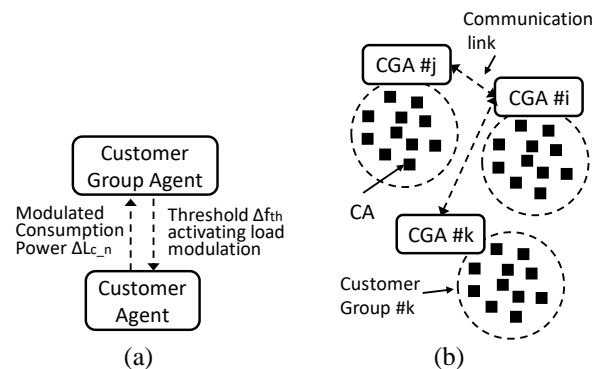 Customer
Group Agent
Modulated
Consumption
Power ΔLc_n
Threshold Δfth
activating load
modulation
Customer
Agent
(a)
Communication
link
CGA #j
CGA #i
CA
CGA #k
Customer
Group #k
(b)